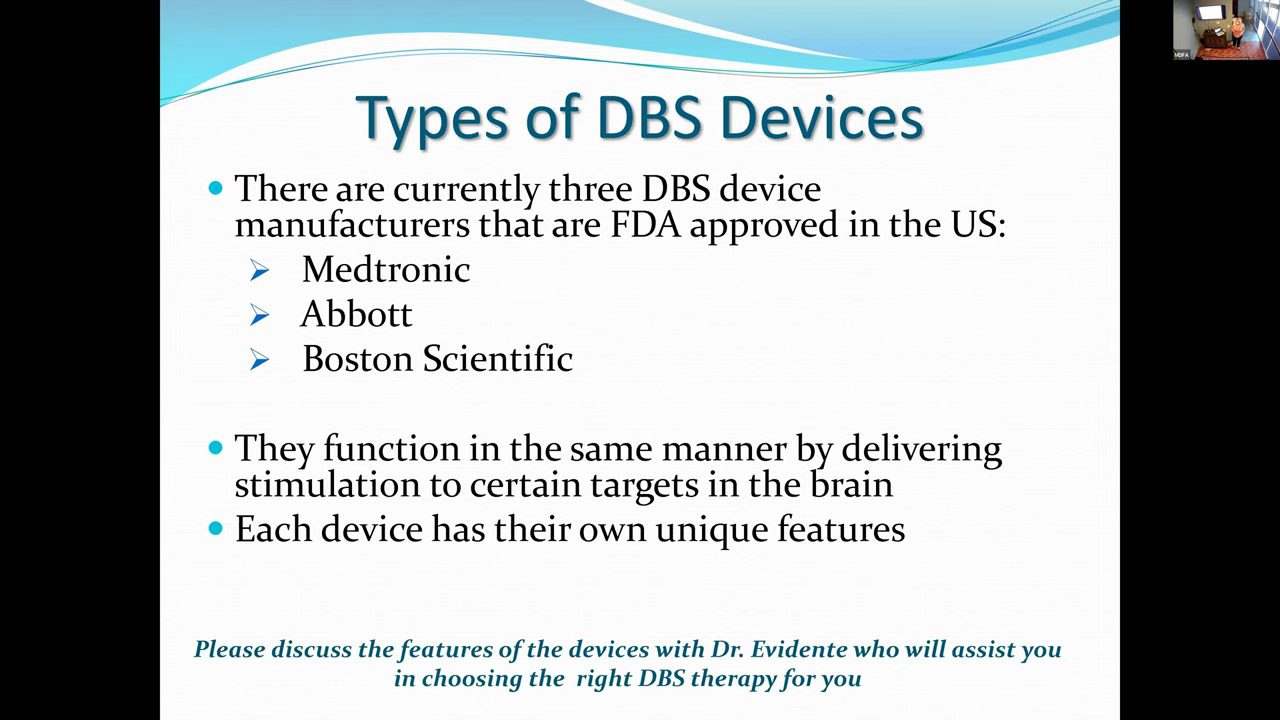 Types of DBS Devices
There are currently three DBS device
manufacturers that are FDA approved in the US:
Medtronic
Abbott
Boston Scientific
They function in the same manner by delivering
stimulation to certain targets in the brain
Each device has their own unique features
Please discuss the features of the devices with Dr. Evidente who will assist you
in choosing the right DBS therapy for you
MDFA